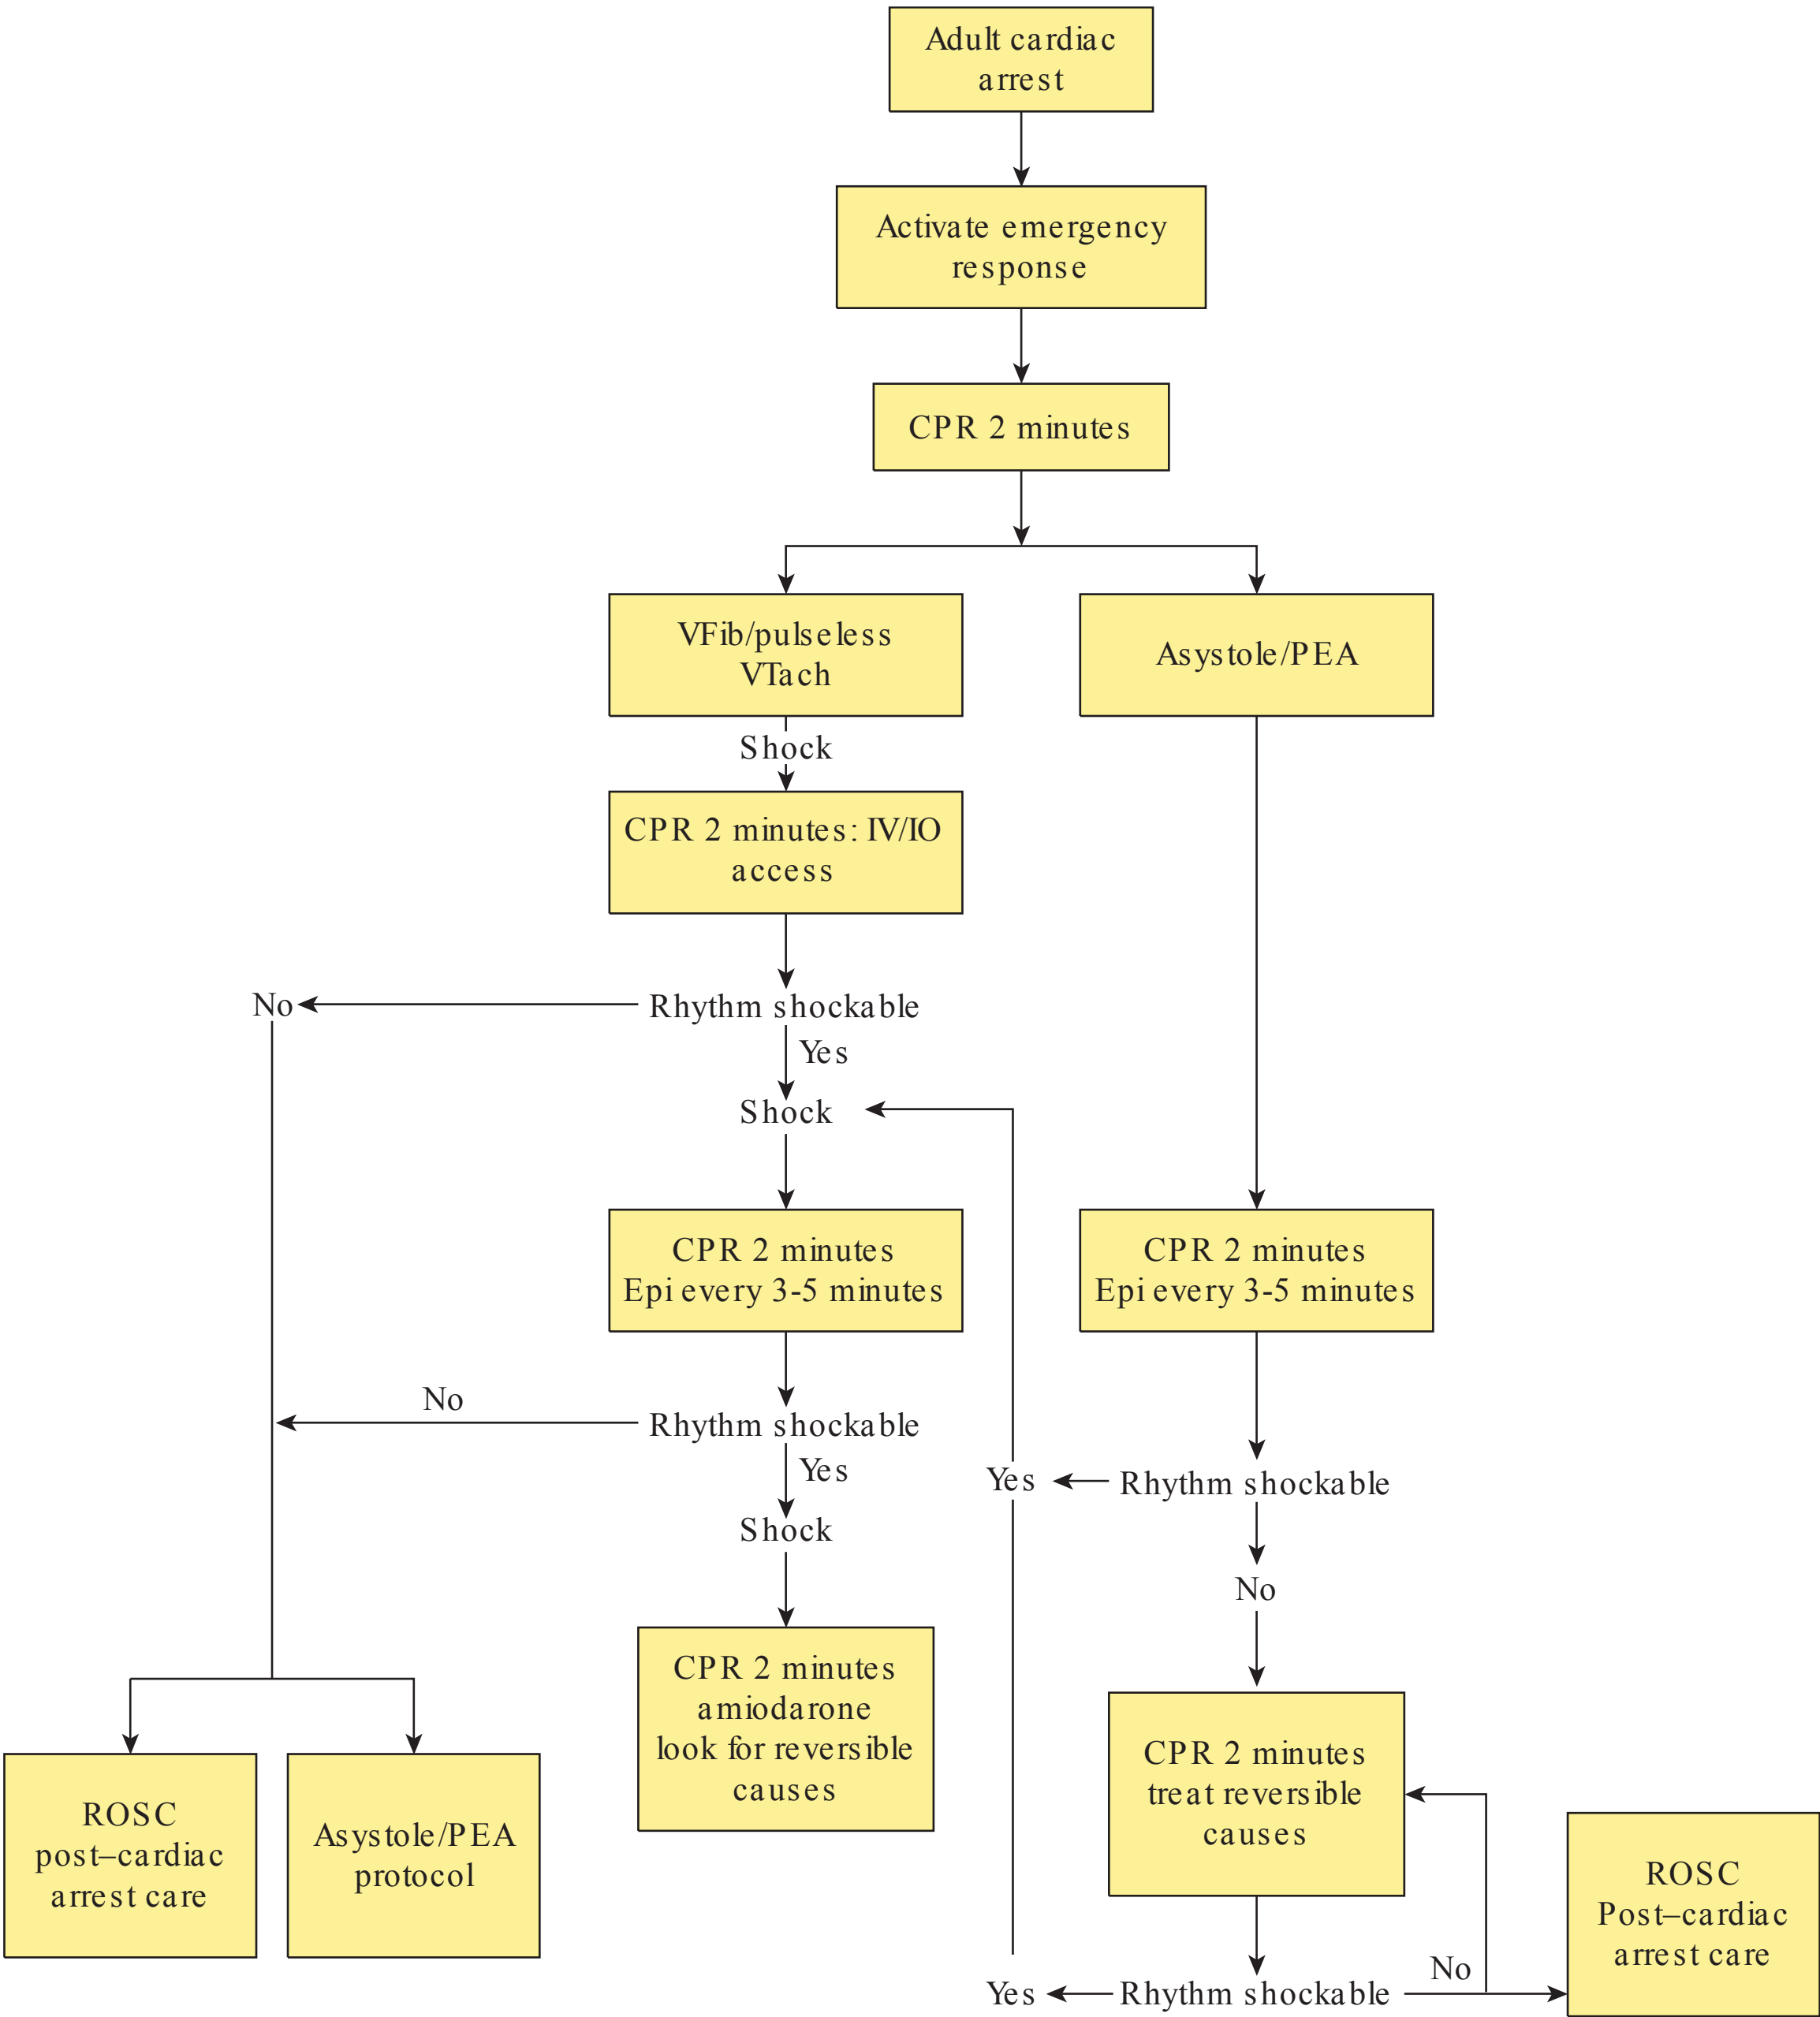 Adult cardiac
arrest
Activate emergency
response
CPR 2 minutes
VFib/pulseless
VTach
Asystole/PEA
Shock
CPR 2 minutes: IV/IO
access
No
Rhythm shockable
Yes
Shock
CPR 2 minutes
Epi every 3-5 minutes
CPR 2 minutes
Epi every 3-5 minutes
No
Rhythm shockable
Yes
Yes
Rhythm shockable
Shock
No
CPR 2 minutes
amiodarone
look for reversible
causes
CPR 2 minutes
treat reversible
causes
ROSC
post–cardiac
arrest care
Asystole/PEA
protocol
ROSC
Post–cardiac
arrest care
Yes
Rhythm shockable
No